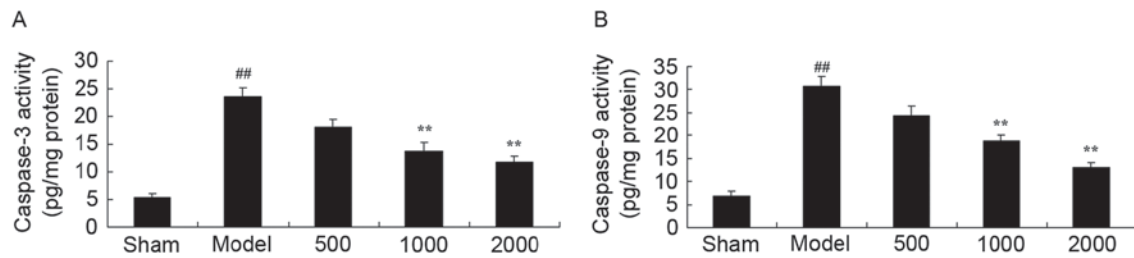 A
Caspase-3 activity
(pg/mg protein)
30
25
20
15
10
5
0
##
**
**
Sham Model 500 1000 2000
B
Caspase-9 activity
(pg/mg protein)
35
30
25
20
15
10
5
0
##
**
**
Sham Model 500 1000 2000